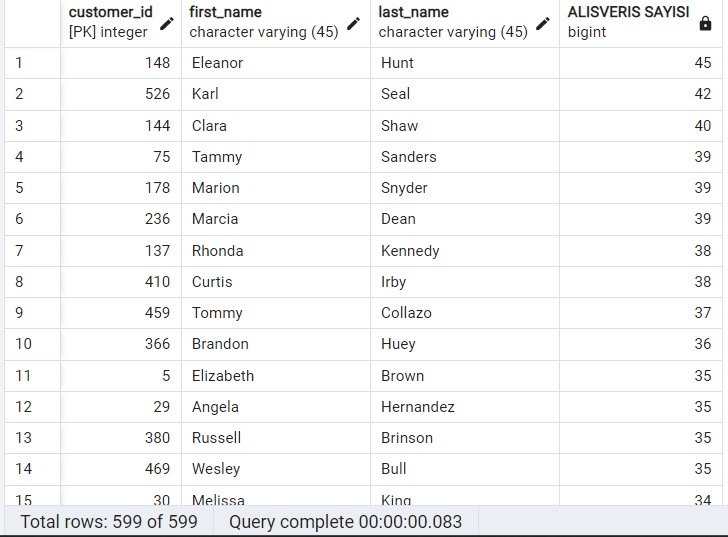 customer_id first_name last_name ALISVERIS SAYISI
[PK] integer character varying (45) character varying (45) bigint
1 148 Eleanor Hunt 45
2 526 Karl Seal 42
3 144 Clara Shaw 40
4 75 Tammy Sanders 39
5 178 Marion Snyder 39
6 236 Marcia Dean 39
7 137 Rhonda Kennedy 38
8 410 Curtis Irby 38
9 459 Tommy Collazo 37
10 366 Brandon Huey 36
11 5 Elizabeth Brown 35
12 29 Angela Hernandez 35
13 380 Russell Brinson 35
14 469 Wesley Bull 35
15 30 Melissa King 34
Total rows: 599 of 599 Query complete 00:00:00.083